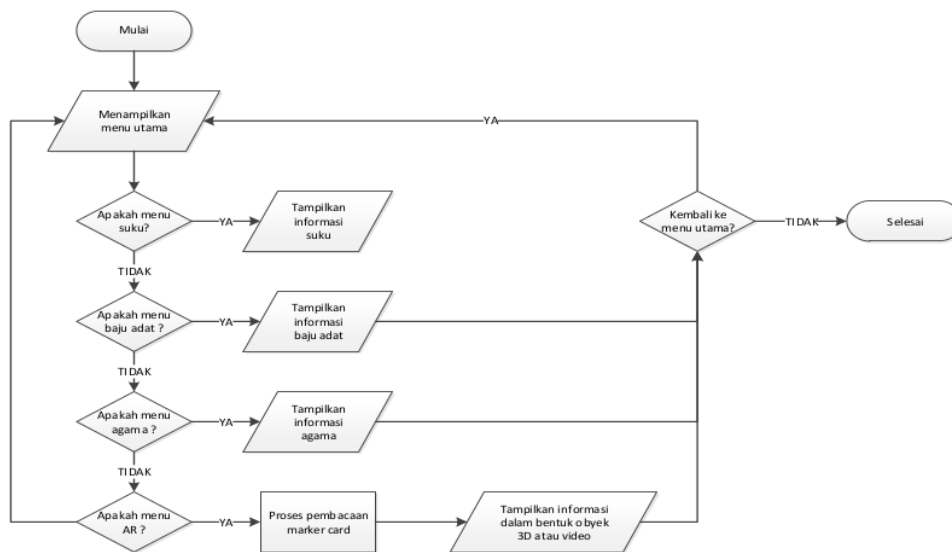 Mulai
Menampilkan
menu utama
YA
Apakah menu
suku?
YA
Tampilkan
informasi
suku
Kembali ke
menu utama?
TIDAK
Selesai
TIDAK
Apakah menu
baju adat ?
YA
Tampilkan
informasi
baju adat
TIDAK
Apakah menu
agama ?
YA
Tampilkan
informasi
agama
TIDAK
Apakah menu
AR ?
YA
Proses pembacaan
marker card
Tampilkan informasi
dalam bentuk obyek
3D atau video